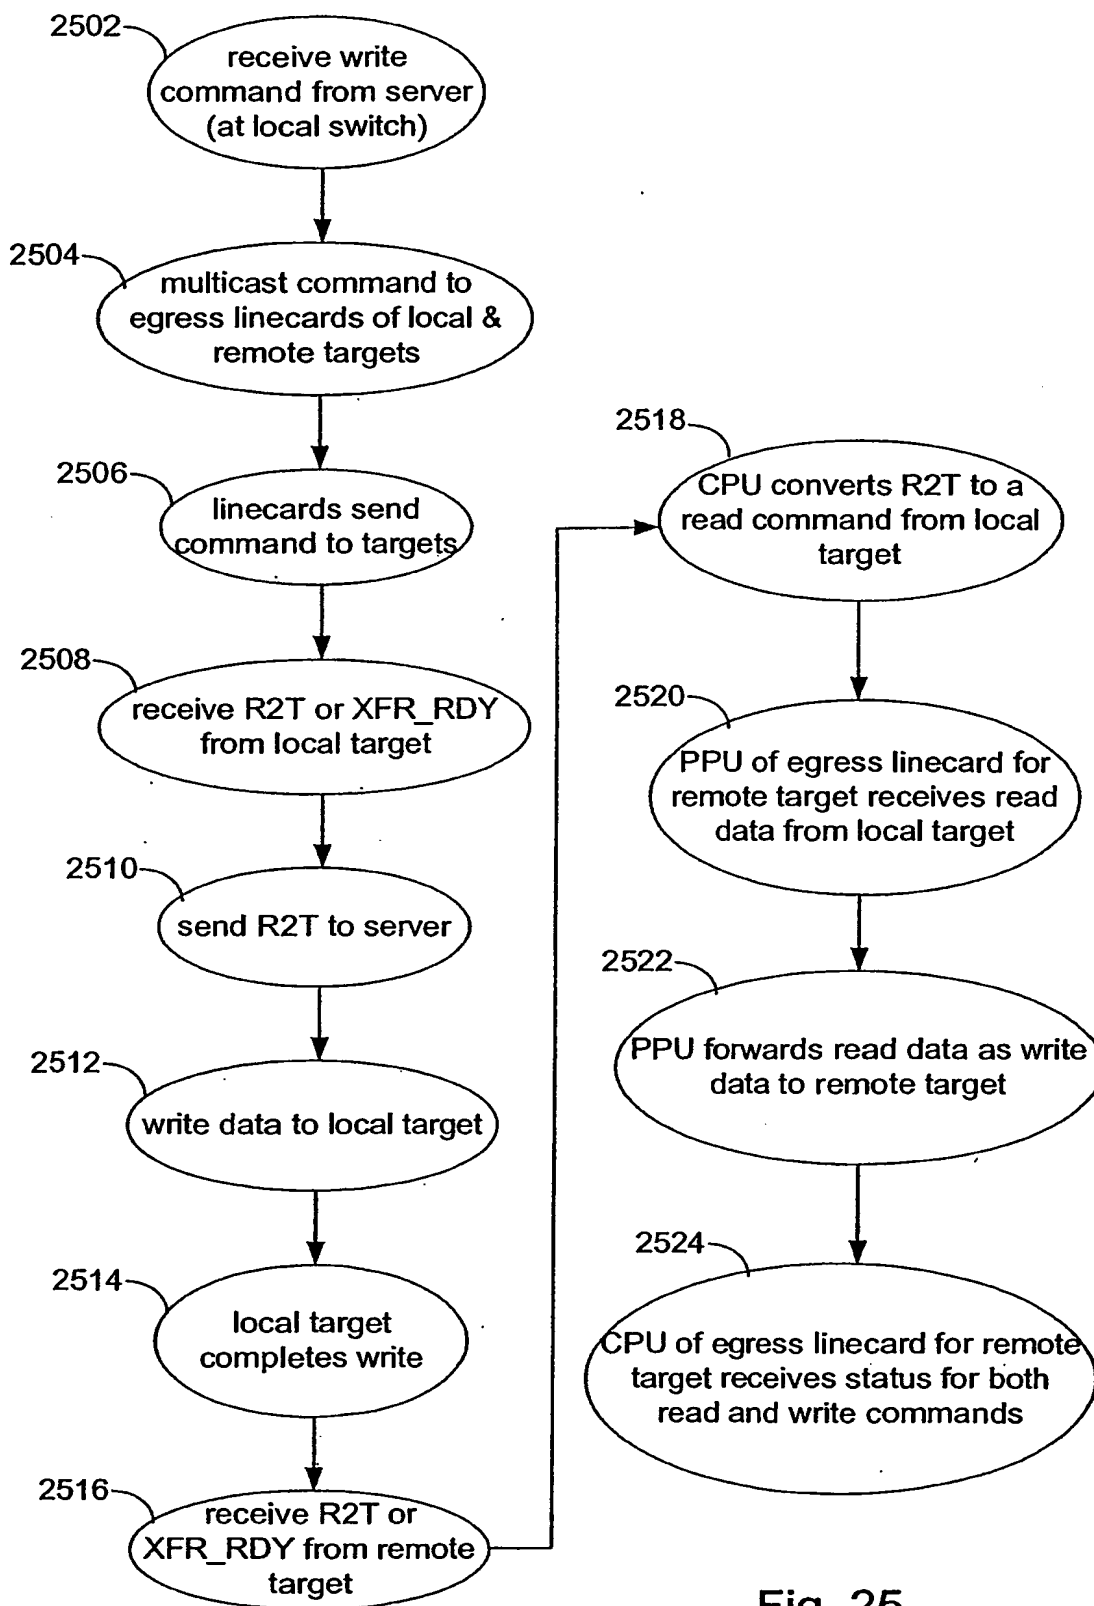 2502
receive write
command from server
(at local switch)
2504
multicast command to
egress linecards of local &
remote targets
2506
linecards send
command to targets
2508
receive R2T or XFR_RDY
from local target
2510
send R2T to server
2512
write data to local target
2514
local target
completes write
2516
receive R2T or
XFR_RDY from remote
target
2518
CPU converts R2T to a
read command from local
target
2520
PPU of egress linecard for
remote target receives read
data from local target
2522
PPU forwards read data as write
data to remote target
2524
CPU of egress linecard for remote
target receives status for both
read and write commands
Fig. 25